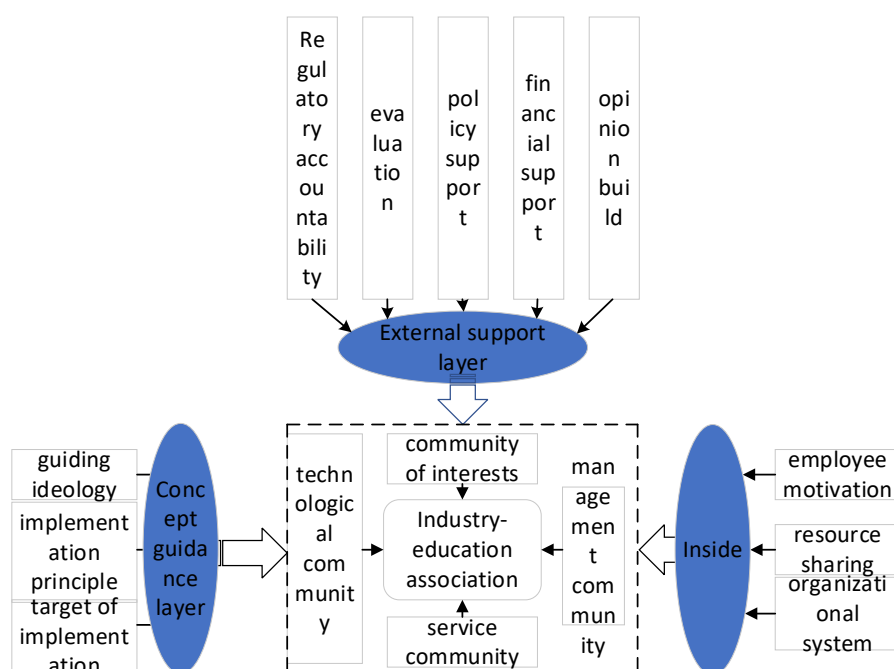 Re
gul
ato
ry
acc
ou
nta
bili
ty
eva
lua
tio
n
pol
icy
sup
por
t
fin
anc
ial
sup
por
t
opi
nio
n
bui
ld
External support
layer
guiding
ideology
implement
ation
principle
target of
implement
ation
Conc
ept
guida
nce
layer
techn
ologic
al
com
munit
y
community
of interests
Industry-
education
association
service
community
man
age
men
t
com
mun
ity
Inside
employee
motivation
resource
sharing
organizati
onal
system